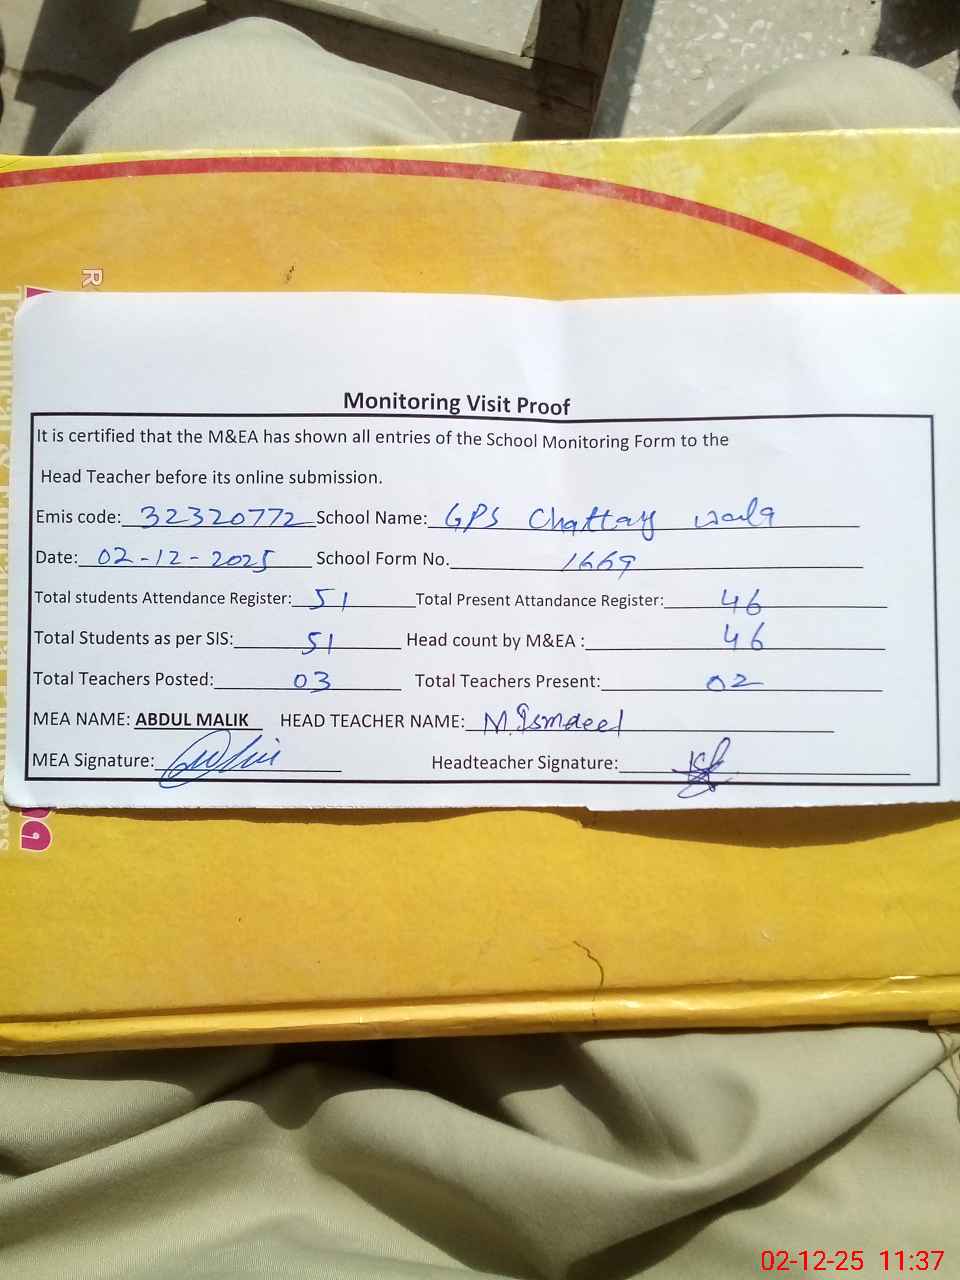 Monitoring Visit Proof
It is certified that the M&EA has shown all entries of the School Monitoring Form to the
Head Teacher before its online submission.
Emis code: 32320772 School Name: GPS Chattay wala
Date: 02-12-2025 School Form No. 1669
Total students Attendance Register: 51 Total Present Attandance Register: 46
Total Students as per SIS: 51 Head count by M&EA : 46
Total Teachers Posted: 03 Total Teachers Present: 02
MEA NAME: ABDUL MALIK HEAD TEACHER NAME: M. Ismaeel
MEA Signature: Headteacher Signature:
02-12-25 11:37